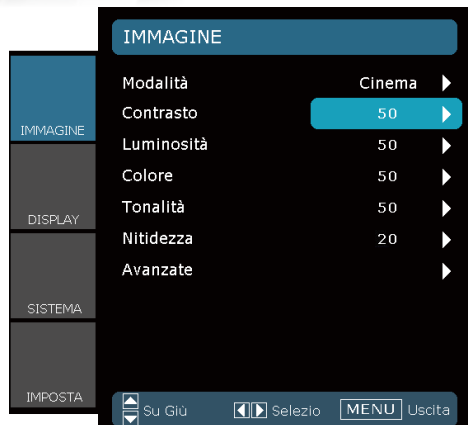 IMMAGINE
Modalità Cinema
Contrasto 50
Luminosità 50
Colore 50
Tonalità 50
Nitidezza 20
Avanzate
IMMAGINE
DISPLAY
SISTEMA
IMPOSTA
Su Giù Selezio MENU Uscita